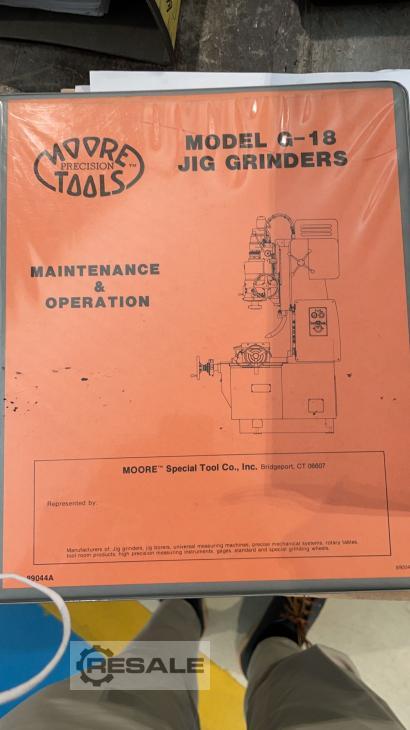 MOORE
PRECISION
TOOLS™
MODEL G-18
JIG GRINDERS
MAINTENANCE
&
OPERATION
MOORE™ Special Tool Co., Inc. Bridgeport, CT 06607
Represented by:
Manufacturers of: Jig grinders, jig borers, universal measuring machines, precise mechanical systems, rotary tables,
tool room products, high precision measuring instruments, gages, standard and special grinding wheels.
89044A
RESALE